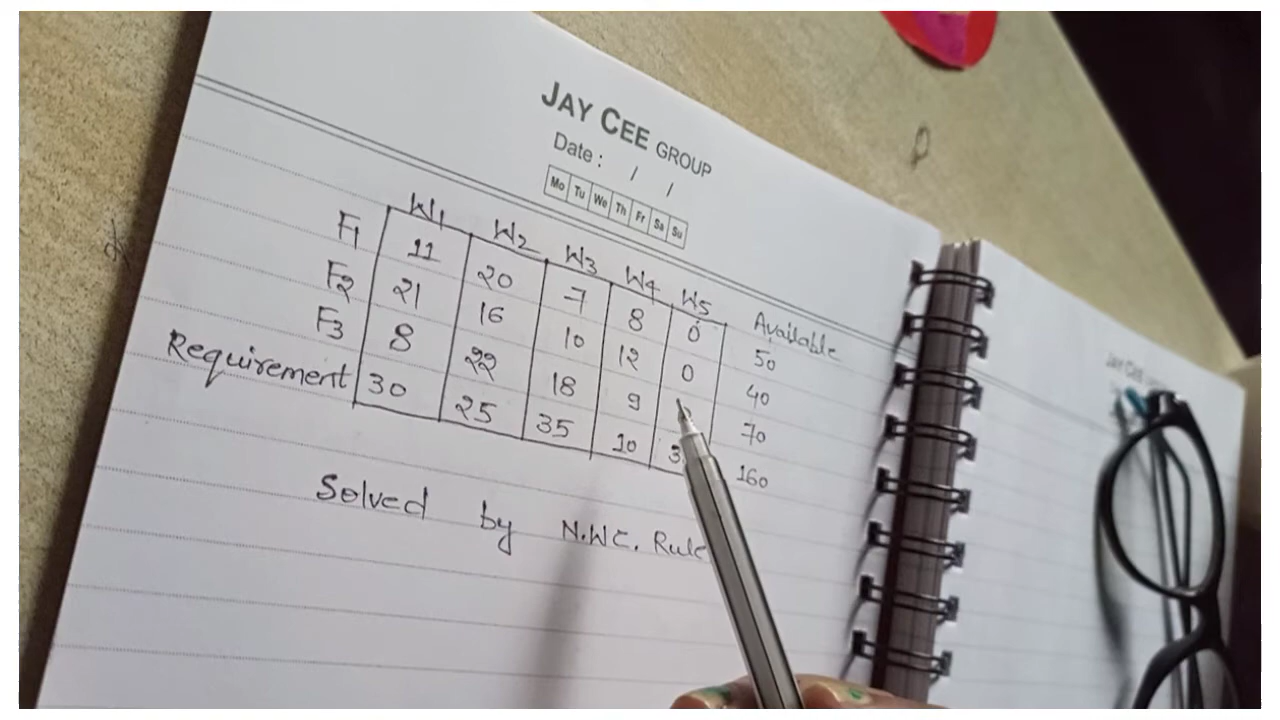 JAY CEE GROUP
Date : / /
Mo Tu We Th Fr Sa Su
W1 W2 W3 W4 W5 Available
F1 11 20 7 8 0 50
F2 21 16 10 12 0 40
F3 8 22 18 9 70
Requirement 30 25 35 10 160
Solved by N.W.C. Rule